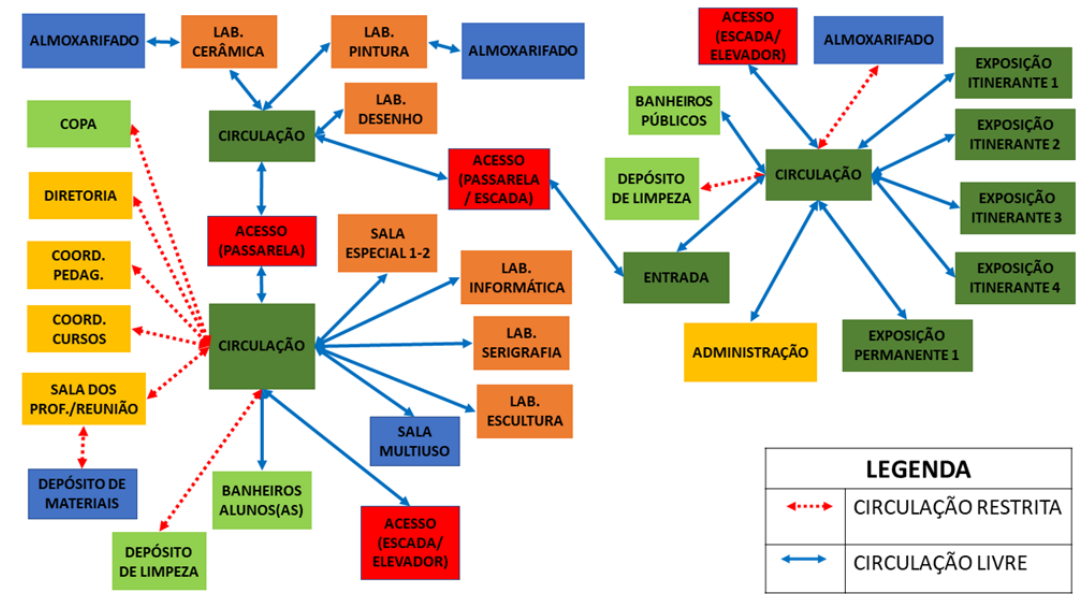 ALMOXARIFADO
LAB.
CERÂMICA
LAB.
PINTURA
ALMOXARIFADO
LAB.
DESENHO
COPA
CIRCULAÇÃO
DIRETORIA
ACESSO
(PASSARELA
/ ESCADA)
ACESSO
(PASSARELA)
SALA
ESPECIAL 1-2
COORD.
PEDAG.
LAB.
INFORMÁTICA
COORD.
CURSOS
CIRCULAÇÃO
LAB.
SERIGRAFIA
SALA DOS
PROF./REUNIÃO
LAB.
ESCULTURA
SALA
MULTIUSO
DEPÓSITO DE
MATERIAIS
BANHEIROS
ALUNOS(AS)
ACESSO
(ESCADA/
ELEVADOR)
DEPÓSITO
DE LIMPEZA
ACESSO
(ESCADA/
ELEVADOR)
ALMOXARIFADO
EXPOSIÇÃO
ITINERANTE 1
BANHEIROS
PÚBLICOS
EXPOSIÇÃO
ITINERANTE 2
DEPÓSITO
DE LIMPEZA
CIRCULAÇÃO
EXPOSIÇÃO
ITINERANTE 3
ENTRADA
EXPOSIÇÃO
ITINERANTE 4
ADMINISTRAÇÃO
EXPOSIÇÃO
PERMANENTE 1
LEGENDA
CIRCULAÇÃO RESTRITA
CIRCULAÇÃO LIVRE